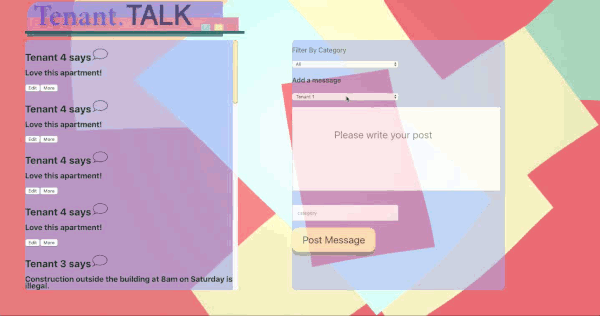 Tenant. TALK
Tenant 4 says
Love this apartment!
Edit More
Tenant 4 says
Love this apartment!
Edit More
Tenant 4 says
Love this apartment!
Edit More
Tenant 4 says
Love this apartment!
Edit More
Tenant 3 says
Construction outside the building at 8am on Saturday is
illegal.
Filter By Category
All
Add a message
Tenant 1
Please write your post
category
Post Message